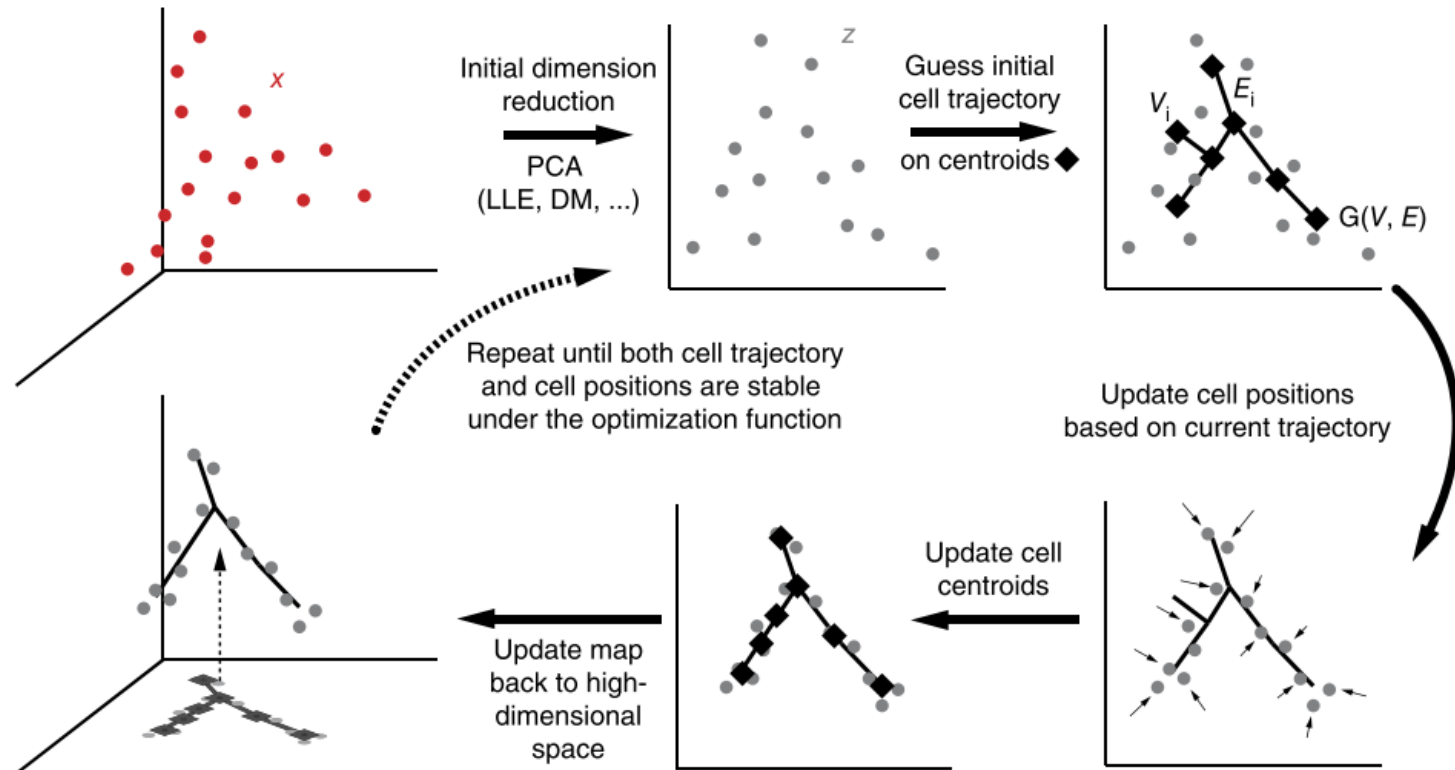 x
Initial dimension
reduction
PCA
(LLE, DM, ...)
z
Guess initial
cell trajectory
on centroids
V_i
E_i
G(V, E)
Repeat until both cell trajectory
and cell positions are stable
under the optimization function
Update cell positions
based on current trajectory
Update cell
centroids
Update map
back to high-
dimensional
space